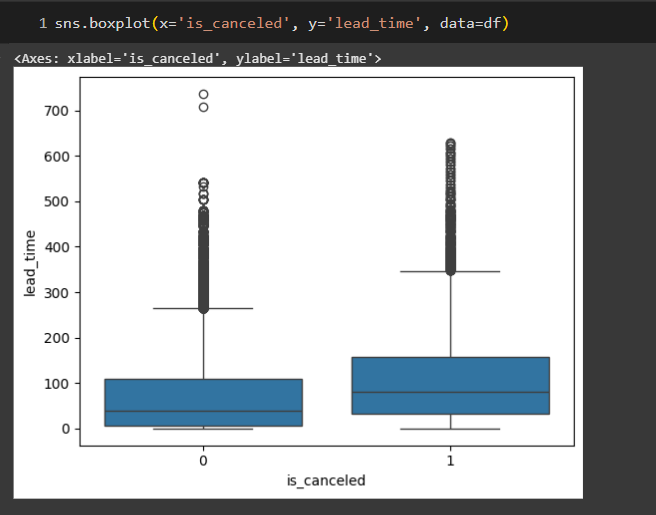 1 sns.boxplot(x='is_canceled', y='lead_time', data=df)
<Axes: xlabel='is_canceled', ylabel='lead_time'>
700
600
500
400
300
200
100
0
lead_time
0 1
is_canceled